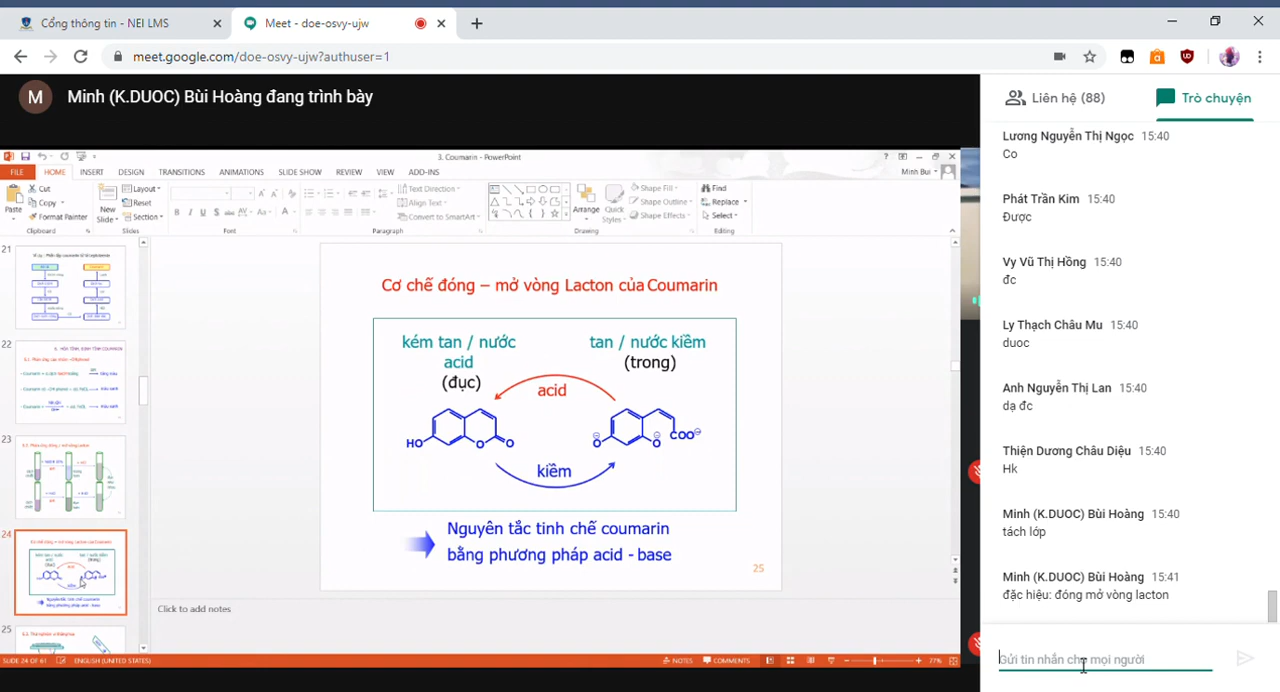 Cổng thông tin - NEI LMS
Meet - doe-osvy-ujw
meet.google.com/doe-osvy-ujw?authuser=1
M
Minh (K.DUOC) Bùi Hoàng đang trình bày
3. Coumarin - PowerPoint
FILE HOME INSERT DESIGN TRANSITIONS ANIMATIONS SLIDE SHOW REVIEW VIEW ADD-INS
Minh Bui
Paste
Cut
Copy
Format Painter
Clipboard
New
Slide
Layout
Reset
Section
Slides
Font
Text Direction
Align Text
Convert to SmartArt
Paragraph
Arrange
Quick
Styles
Shape Fill
Shape Outline
Shape Effects
Drawing
Find
Replace
Select
Editing
21
22
23
24
25
Cơ chế đóng – mở vòng Lacton của Coumarin
kém tan / nước
acid
(đục)
tan / nước kiềm
(trong)
acid
HO
O
O
O
O
COO
kiềm
Nguyên tắc tinh chế coumarin
bằng phương pháp acid - base
25
Click to add notes
SLIDE 24 OF 61
ENGLISH (UNITED STATES)
NOTES
COMMENTS
77%
Liên hệ (88)
Trò chuyện
Lương Nguyễn Thị Ngọc 15:40
Co
Phát Trần Kim 15:40
Được
Vy Vũ Thị Hồng 15:40
đc
Ly Thạch Châu Mu 15:40
duoc
Anh Nguyễn Thị Lan 15:40
dạ đc
Thiện Dương Châu Diệu 15:40
Hk
Minh (K.DUOC) Bùi Hoàng 15:40
tách lớp
Minh (K.DUOC) Bùi Hoàng 15:41
đặc hiệu: đóng mở vòng lacton
Gửi tin nhắn cho mọi người